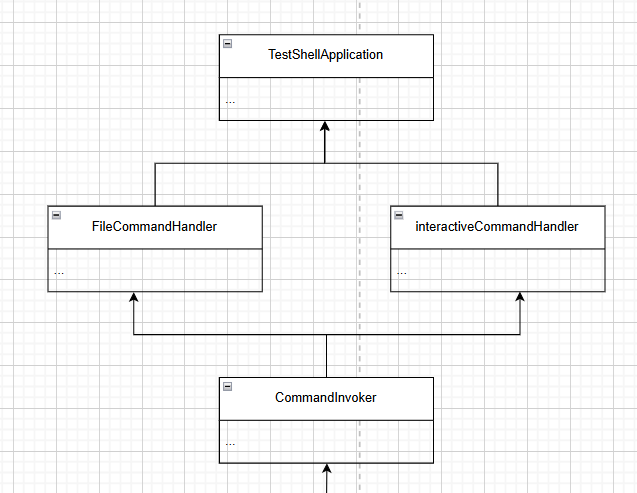 TestShellApplication
...
FileCommandHandler
interactiveCommandHandler
...
...
CommandInvoker
...